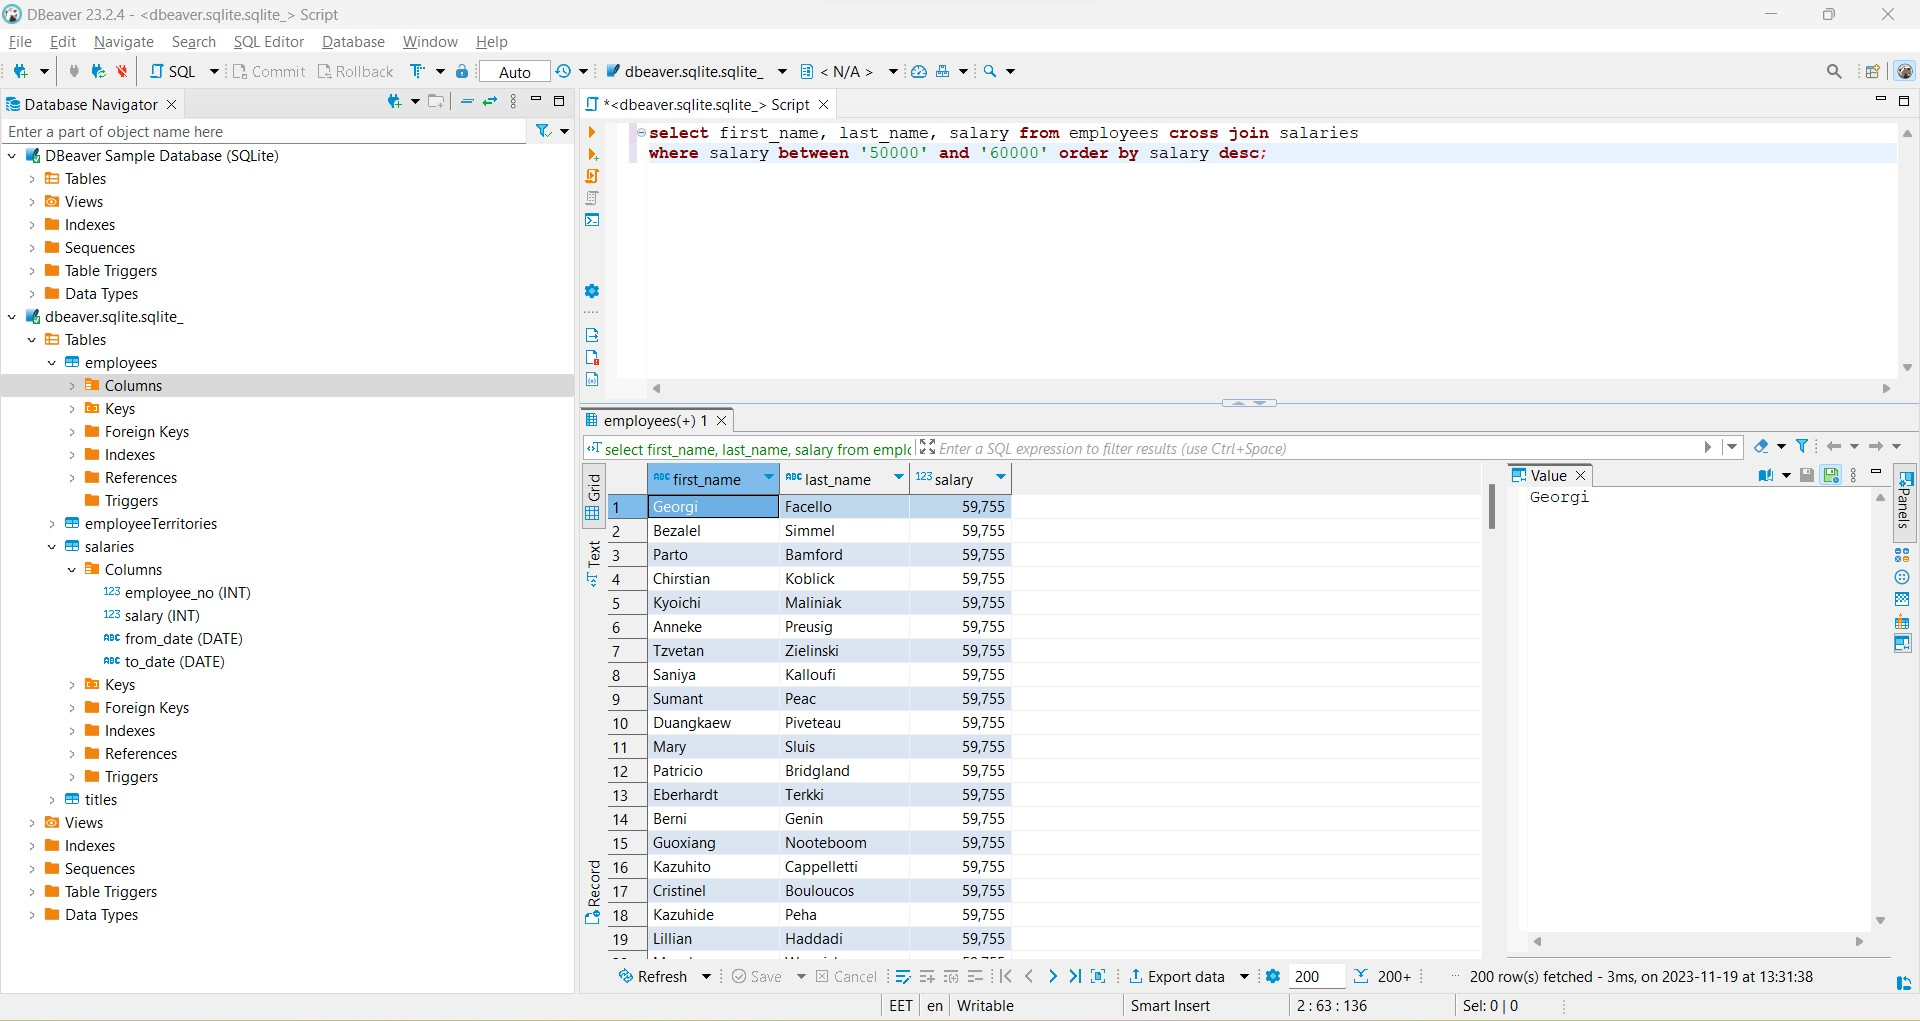 DBeaver 23.2.4 - <dbeaver.sqlite.sqlite_> Script
File Edit Navigate Search SQL Editor Database Window Help
SQL Commit Rollback Auto dbeaver.sqlite.sqlite_ < N/A >
Database Navigator
Enter a part of object name here
DBeaver Sample Database (SQLite)
Tables
Views
Indexes
Sequences
Table Triggers
Data Types
dbeaver.sqlite.sqlite_
Tables
employees
Columns
Keys
Foreign Keys
Indexes
References
Triggers
employeeTerritories
salaries
Columns
123 employee_no (INT)
123 salary (INT)
ABC from_date (DATE)
ABC to_date (DATE)
Keys
Foreign Keys
Indexes
References
Triggers
titles
Views
Indexes
Sequences
Table Triggers
Data Types
*<dbeaver.sqlite.sqlite_> Script
select first_name, last_name, salary from employees cross join salaries
where salary between '50000' and '60000' order by salary desc;
employees(+) 1
select first_name, last_name, salary from emplc Enter a SQL expression to filter results (use Ctrl+Space)
Grid
Text
Record
ABC first_name ABC last_name 123 salary
1 Georgi Facello 59,755
2 Bezalel Simmel 59,755
3 Parto Bamford 59,755
4 Chirstian Koblick 59,755
5 Kyoichi Maliniak 59,755
6 Anneke Preusig 59,755
7 Tzvetan Zielinski 59,755
8 Saniya Kalloufi 59,755
9 Sumant Peac 59,755
10 Duangkaew Piveteau 59,755
11 Mary Sluis 59,755
12 Patricio Bridgland 59,755
13 Eberhardt Terkki 59,755
14 Berni Genin 59,755
15 Guoxiang Nooteboom 59,755
16 Kazuhito Cappelletti 59,755
17 Cristinel Bouloucos 59,755
18 Kazuhide Peha 59,755
19 Lillian Haddadi 59,755
Value
Georgi
Panels
Refresh Save Cancel Export data 200 200+ 200 row(s) fetched - 3ms, on 2023-11-19 at 13:31:38
EET en Writable Smart Insert 2 : 63 : 136 Sel: 0 | 0